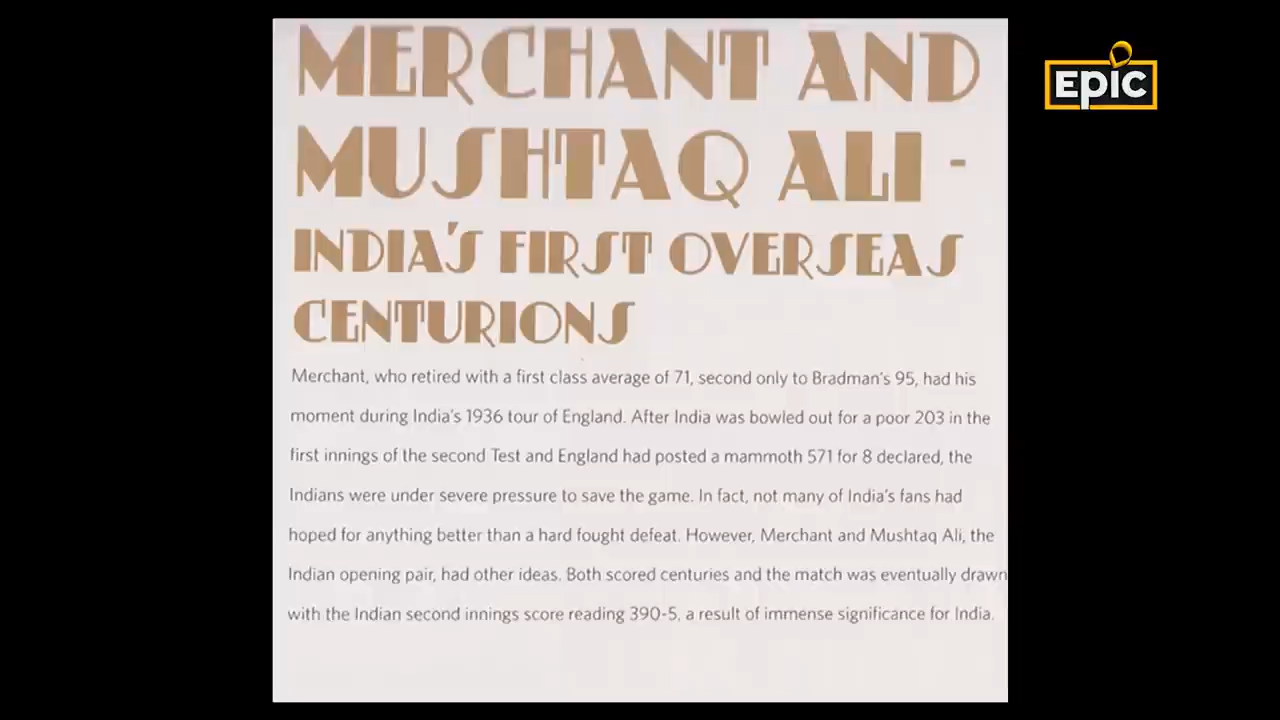 MERCHANT AND
MUSHTAQ ALI -
INDIA'S FIRST OVERSEAS
CENTURIONS
Merchant, who retired with a first class average of 71, second only to Bradman's 95, had his
moment during India's 1936 tour of England. After India was bowled out for a poor 203 in the
first innings of the second Test and England had posted a mammoth 571 for 8 declared, the
Indians were under severe pressure to save the game. In fact, not many of India's fans had
hoped for anything better than a hard fought defeat. However, Merchant and Mushtaq Ali, the
Indian opening pair, had other ideas. Both scored centuries and the match was eventually drawn
with the Indian second innings score reading 390-5, a result of immense significance for India.
EPIC